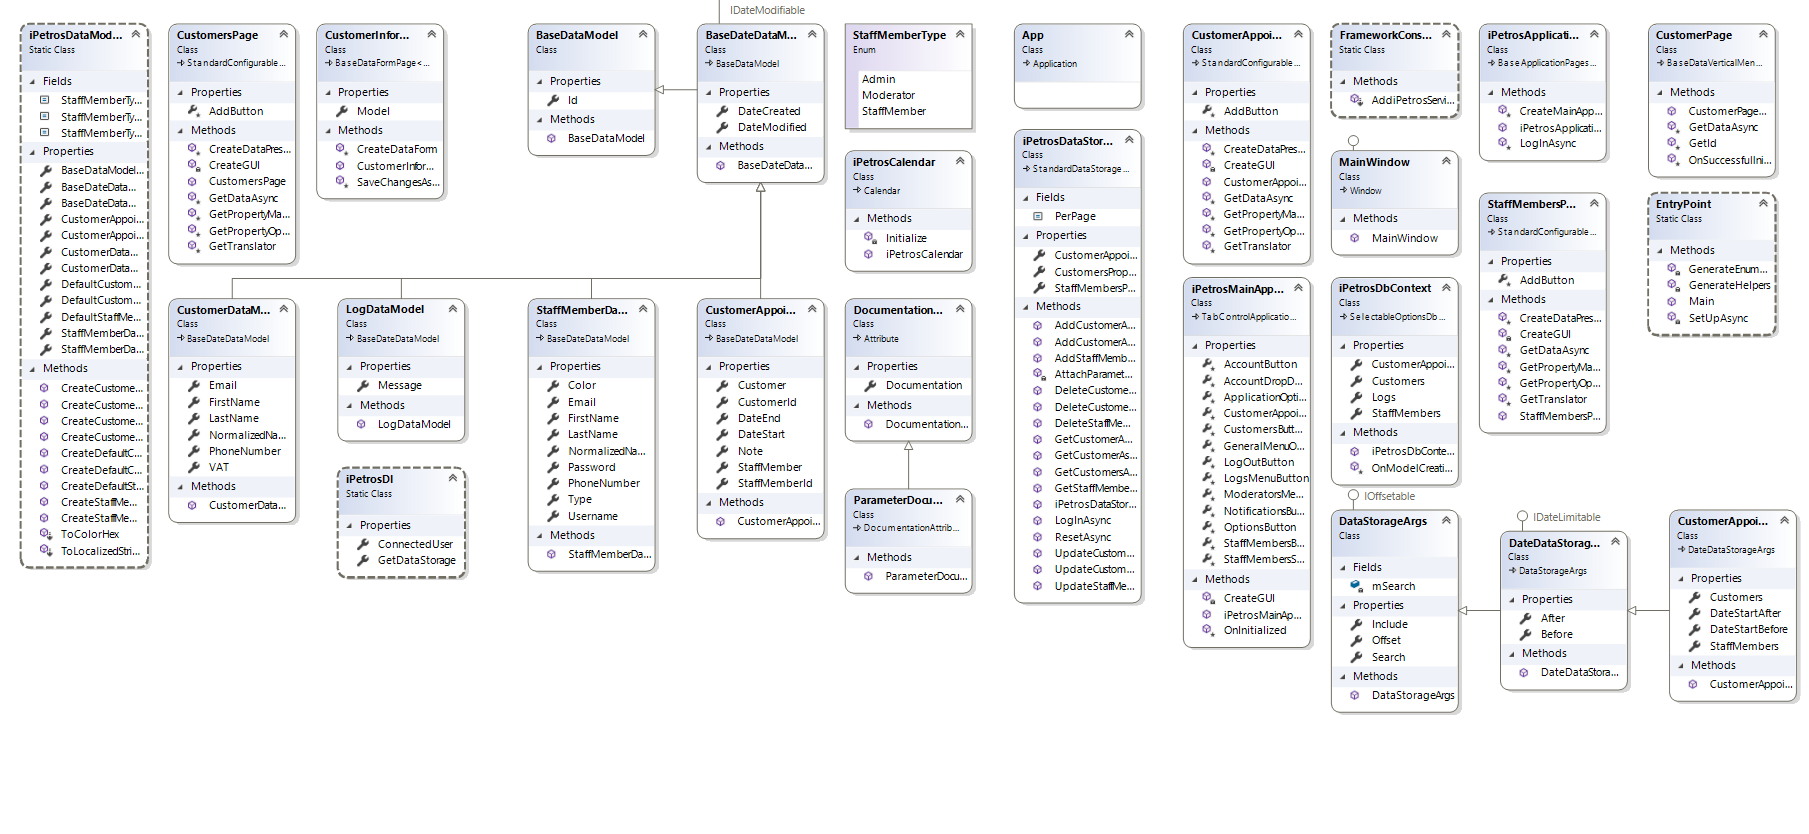 IDateModifiable
iPetrosDataMod...
Static Class
Fields
StaffMemberTy...
StaffMemberTy...
StaffMemberTy...
Properties
BaseDataModel...
BaseDateData...
BaseDateData...
CustomerAppoi...
CustomerAppoi...
CustomerData...
CustomerData...
DefaultCustom...
DefaultCustom...
DefaultStaffMe...
StaffMemberDa...
StaffMemberDa...
Methods
CreateCustome...
CreateCustome...
CreateCustome...
CreateCustome...
CreateDefaultC...
CreateDefaultC...
CreateDefaultSt...
CreateStaffMe...
CreateStaffMe...
ToColorHex
ToLocalizedStri...
CustomersPage
Class
StandardConfigurable...
Properties
AddButton
Methods
CreateDataPres...
CreateGUI
CustomersPage
GetDataAsync
GetPropertyMa...
GetPropertyOp...
GetTranslator
CustomerInfor...
Class
BaseDataFormPage<...
Properties
Model
Methods
CreateDataForm
CustomerInfor...
SaveChangesAs...
BaseDataModel
Class
Properties
Id
Methods
BaseDataModel
BaseDateDataM...
Class
BaseDataModel
Properties
DateCreated
DateModified
Methods
BaseDateData...
StaffMemberType
Enum
Admin
Moderator
StaffMember
iPetrosCalendar
Class
Calendar
Methods
Initialize
iPetrosCalendar
App
Class
Application
iPetrosDataStor...
Class
StandardDataStorage...
Fields
PerPage
Properties
CustomerAppoi...
CustomersProp...
StaffMembersP...
Methods
AddCustomerA...
AddCustomerA...
AddStaffMemb...
AttachParamet...
DeleteCustome...
DeleteCustome...
DeleteStaffMe...
GetCustomerA...
GetCustomerAs...
GetCustomersA...
GetStaffMembe...
iPetrosDataStor...
LogInAsync
ResetAsync
UpdateCustom...
UpdateCustom...
UpdateStaffMe...
CustomerAppoi...
Class
StandardConfigurable...
Properties
AddButton
Methods
CreateDataPres...
CreateGUI
CustomerAppoi...
GetDataAsync
GetPropertyMa...
GetPropertyOp...
GetTranslator
FrameworkCons...
Static Class
Methods
AddiPetrosServi...
MainWindow
Class
Window
Methods
MainWindow
iPetrosApplicati...
Class
BaseApplicationPages...
Methods
CreateMainApp...
iPetrosApplicati...
LogInAsync
CustomerPage
Class
BaseDataVerticalMen...
Methods
CustomerPage...
GetDataAsync
GetId
OnSuccessfulIni...
StaffMembersP...
Class
StandardConfigurable...
Properties
AddButton
Methods
CreateDataPres...
CreateGUI
GetDataAsync
GetPropertyMa...
GetPropertyOp...
GetTranslator
StaffMembersP...
EntryPoint
Static Class
Methods
GenerateEnum...
GenerateHelpers
Main
SetUpAsync
CustomerDataM...
Class
BaseDateDataModel
Properties
Email
FirstName
LastName
NormalizedNa...
PhoneNumber
VAT
Methods
CustomerData...
LogDataModel
Class
BaseDateDataModel
Properties
Message
Methods
LogDataModel
iPetrosDI
Static Class
Properties
ConnectedUser
GetDataStorage
StaffMemberDa...
Class
BaseDateDataModel
Properties
Color
Email
FirstName
LastName
NormalizedNa...
Password
PhoneNumber
Type
Username
Methods
StaffMemberDa...
CustomerAppoi...
Class
BaseDateDataModel
Properties
Customer
CustomerId
DateEnd
DateStart
Note
StaffMember
StaffMemberId
Methods
CustomerAppoi...
Documentation...
Class
Attribute
Properties
Documentation
Methods
Documentation...
ParameterDocu...
Class
DocumentationAttrib...
Methods
ParameterDocu...
iPetrosMainApp...
Class
TabControlApplicatio...
Properties
AccountButton
AccountDropD...
ApplicationOpti...
CustomerAppoi...
CustomersButt...
GeneralMenuO...
LogOutButton
LogsMenuButton
ModeratorsMe...
NotificationsBu...
OptionsButton
StaffMembersB...
StaffMembersS...
Methods
CreateGUI
iPetrosMainAp...
OnInitialized
iPetrosDbContext
Class
SelectableOptionsDb...
Properties
CustomerAppoi...
Customers
Logs
StaffMembers
Methods
iPetrosDbConte...
OnModelCreati...
IOffsetable
DataStorageArgs
Class
Fields
mSearch
Properties
Include
Offset
Search
Methods
DataStorageArgs
IDateLimitable
DateDataStorag...
Class
DataStorageArgs
Properties
After
Before
Methods
DateDataStora...
CustomerAppoi...
Class
DateDataStorageArgs
Properties
Customers
DateStartAfter
DateStartBefore
StaffMembers
Methods
CustomerAppoi...